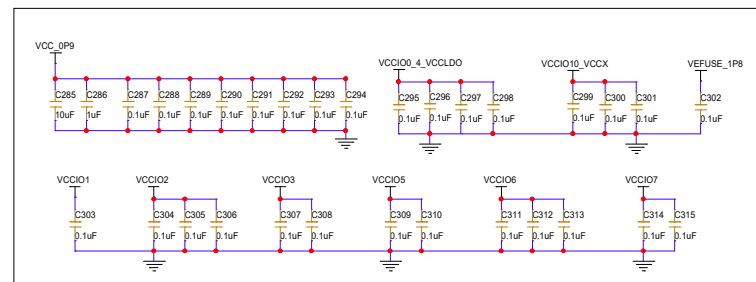 VCC_0P9
VCCIO0_4_VCCLDO
VCCIO10_VCCX
VEFUSE_1P8
C285 C286 C287 C288 C289 C290 C291 C292 C293 C294
10uF 1uF 0.1uF 0.1uF 0.1uF 0.1uF 0.1uF 0.1uF 0.1uF 0.1uF
C295 C296 C297 C298
0.1uF 0.1uF 0.1uF 0.1uF
C299 C300 C301
0.1uF 0.1uF 0.1uF
C302
0.1uF
VCCIO1 VCCIO2 VCCIO3 VCCIO5 VCCIO6 VCCIO7
C303 C304 C305 C306 C307 C308 C309 C310 C311 C312 C313 C314 C315
0.1uF 0.1uF 0.1uF 0.1uF 0.1uF 0.1uF 0.1uF 0.1uF 0.1uF 0.1uF 0.1uF 0.1uF 0.1uF